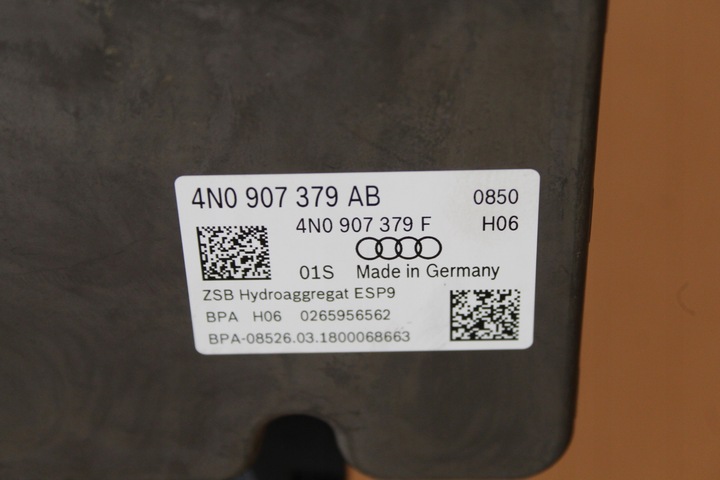 4N0 907 379 AB 0850
4N0 907 379 F H06
01S Made in Germany
ZSB Hydroaggregat ESP9
BPA H06 0265956562
BPA-08526.03.1800068663